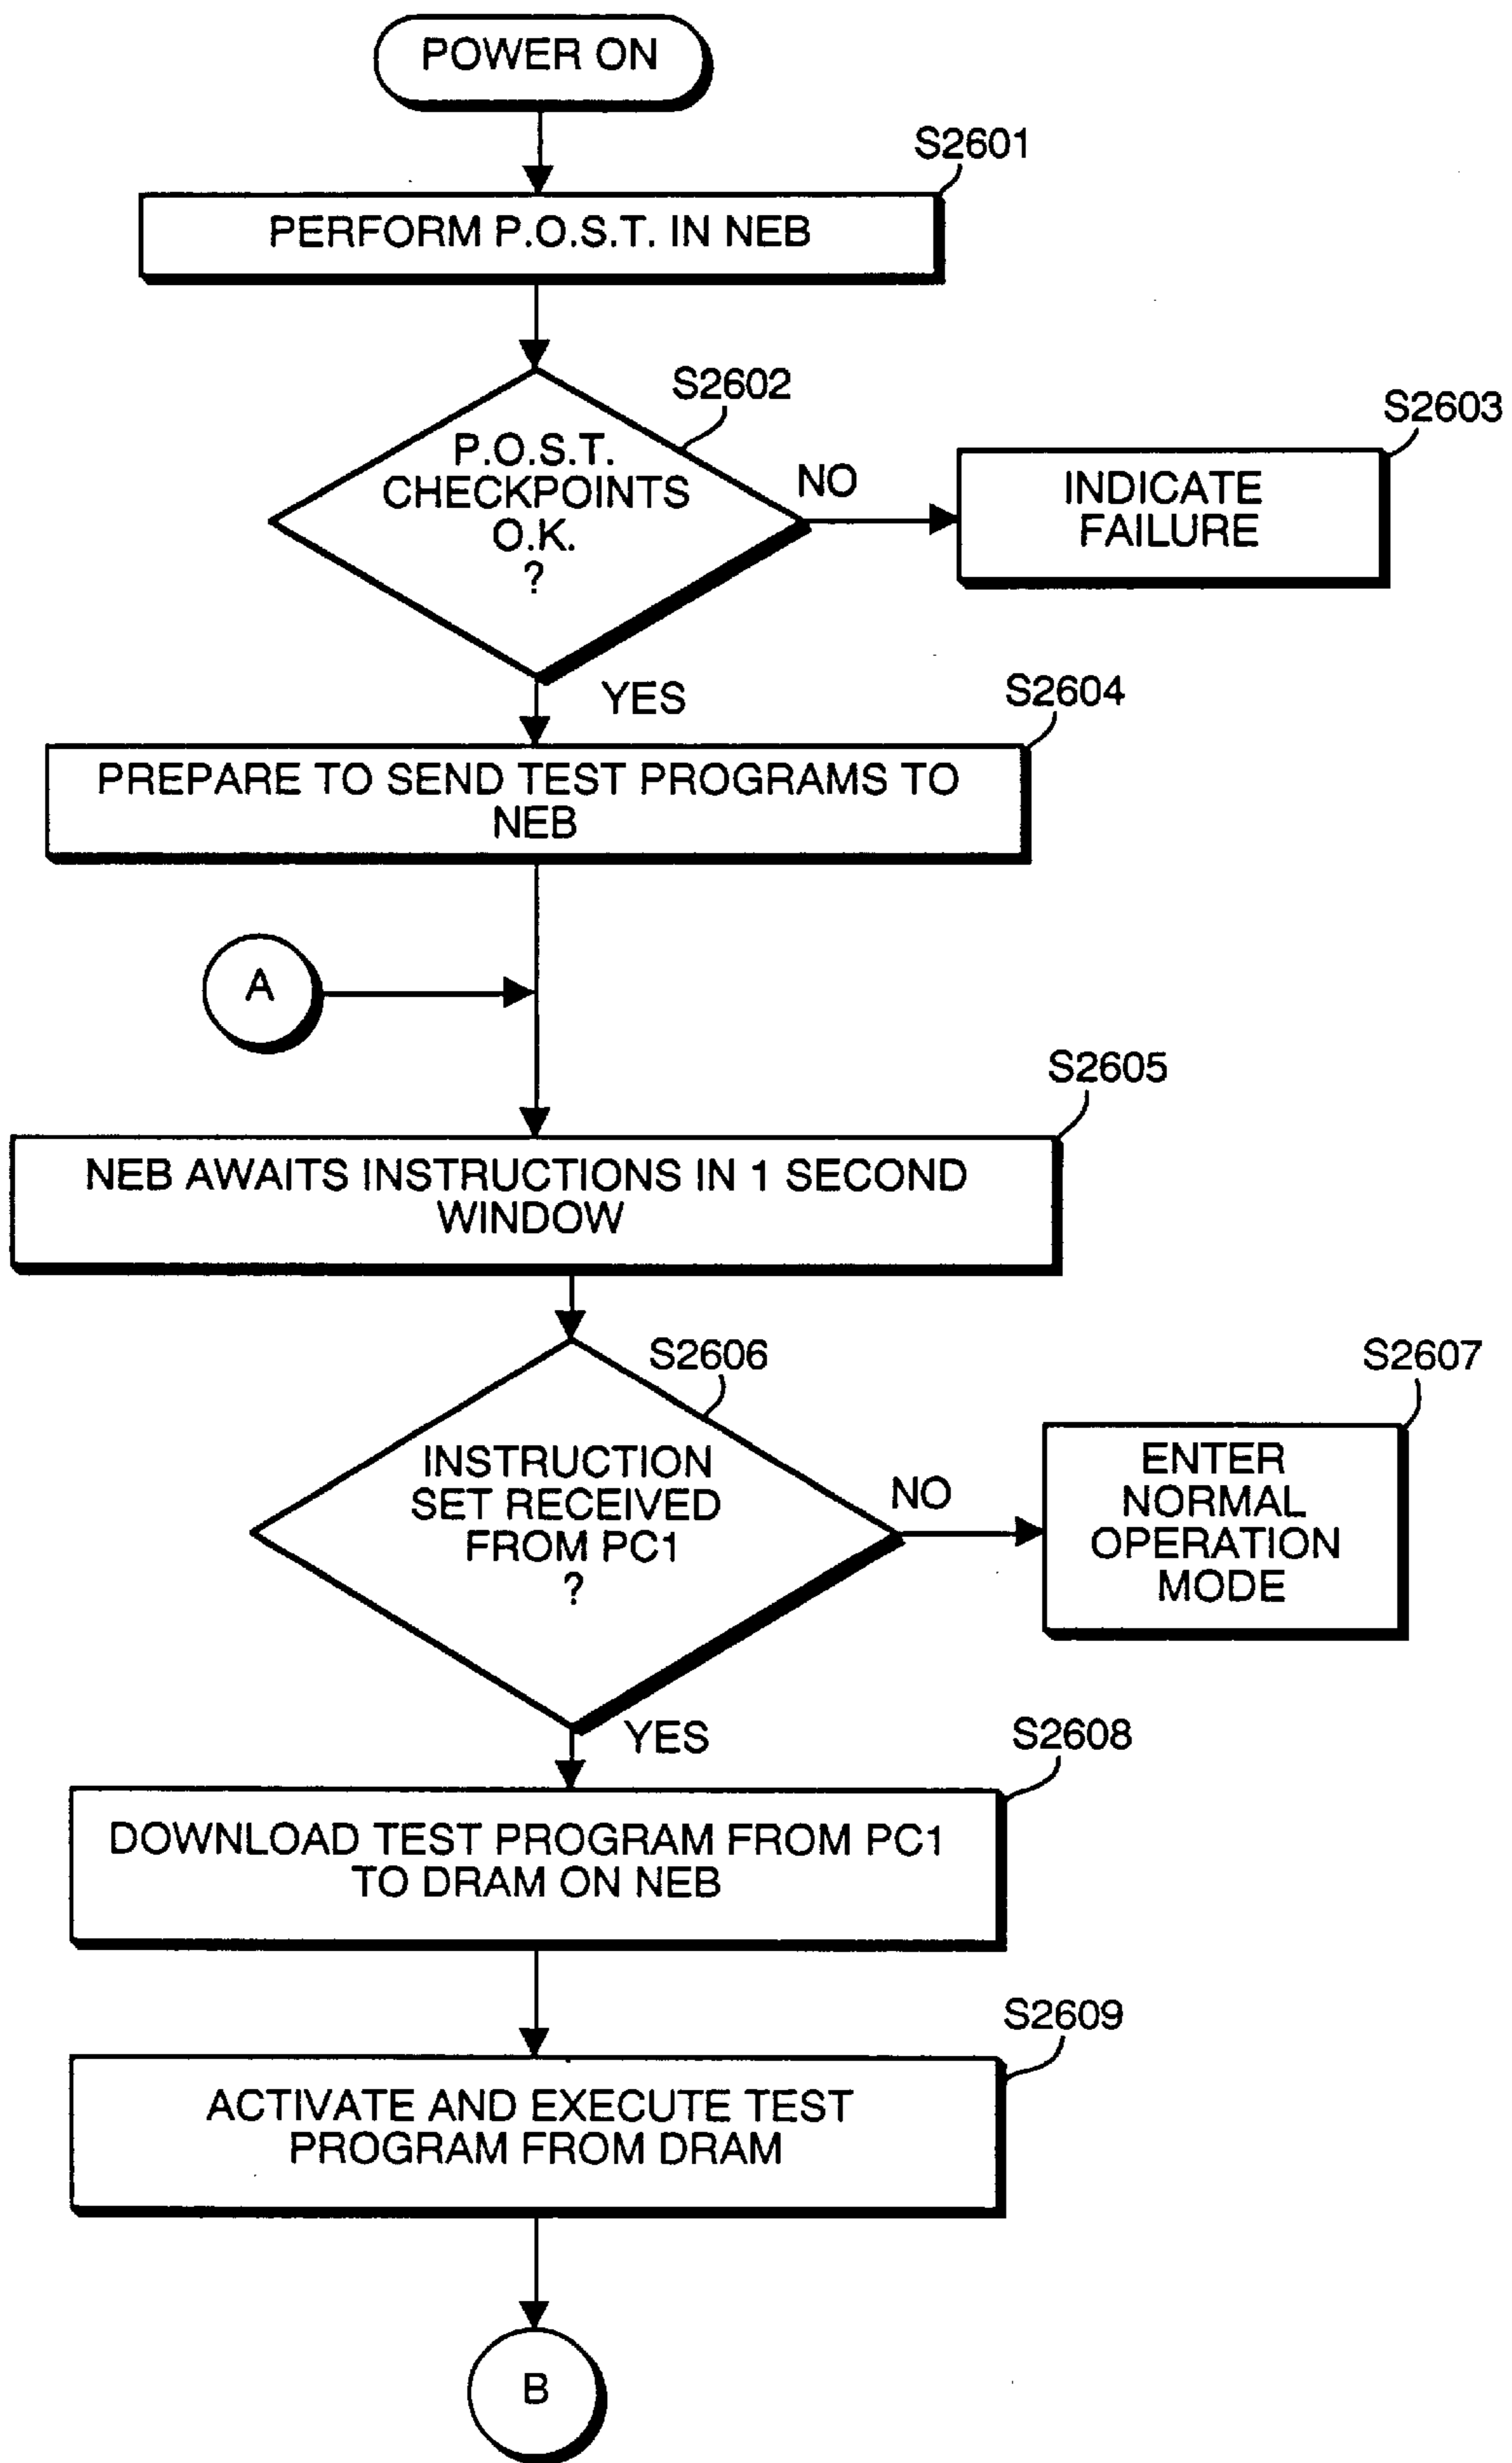 POWER ON
S2601
PERFORM P.O.S.T. IN NEB
S2602
P.O.S.T.
CHECKPOINTS
O.K.
?
NO
S2603
INDICATE
FAILURE
YES
S2604
PREPARE TO SEND TEST PROGRAMS TO
NEB
A
S2605
NEB AWAITS INSTRUCTIONS IN 1 SECOND
WINDOW
S2606
INSTRUCTION
SET RECEIVED
FROM PC1
?
NO
S2607
ENTER
NORMAL
OPERATION
MODE
YES
S2608
DOWNLOAD TEST PROGRAM FROM PC1
TO DRAM ON NEB
S2609
ACTIVATE AND EXECUTE TEST
PROGRAM FROM DRAM
B